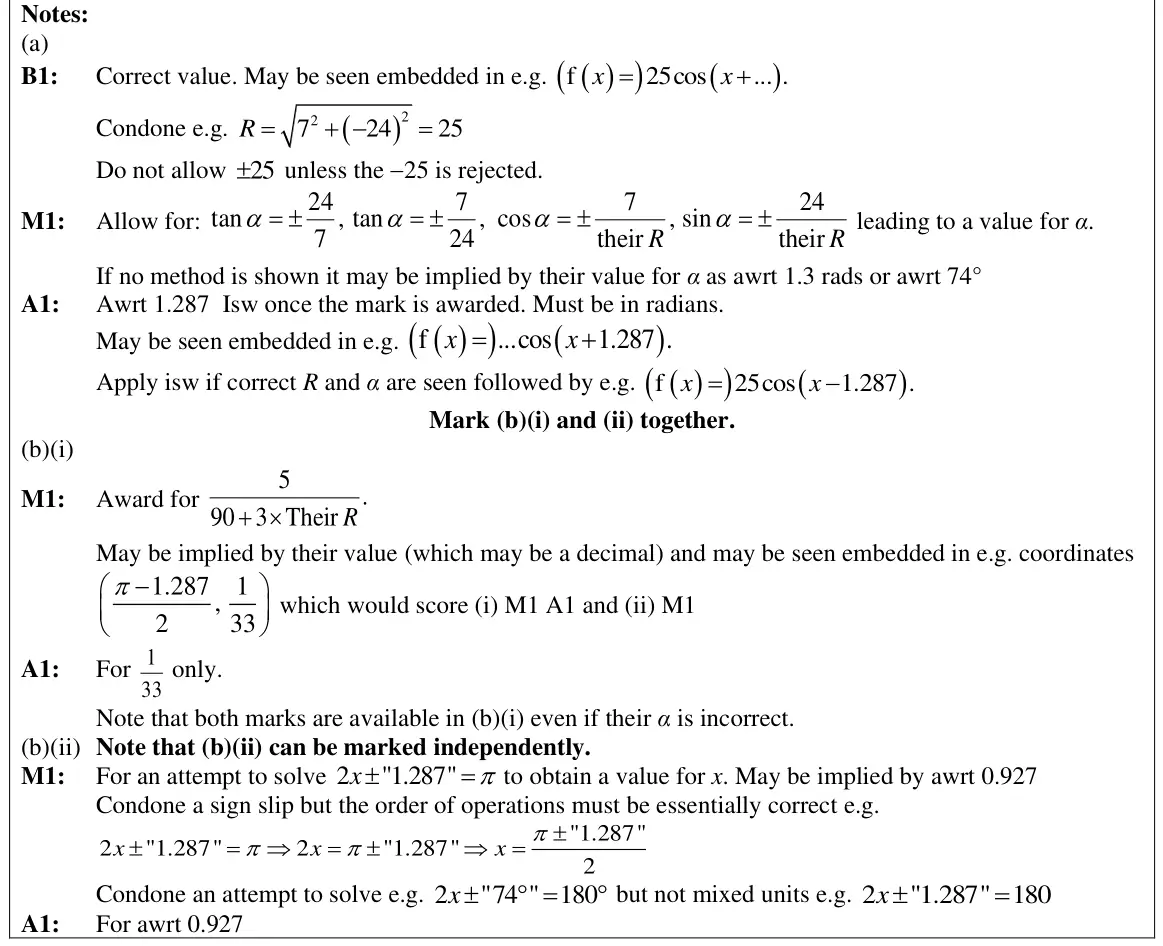 Notes:
(a)
B1: Correct value. May be seen embedded in e.g. (f(x)=)25cos(x+...).
Condone e.g. R = √(7² + (−24)²) = 25
Do not allow ±25 unless the −25 is rejected.
M1: Allow for: tan α = ± 24/7, tan α = ± 7/24, cos α = ± 7/their R, sin α = ± 24/their R leading to a value for α.
If no method is shown it may be implied by their value for α as awrt 1.3 rads or awrt 74°
A1: Awrt 1.287 Isw once the mark is awarded. Must be in radians.
May be seen embedded in e.g. (f(x)=)...cos(x+1.287).
Apply isw if correct R and α are seen followed by e.g. (f(x)=)25cos(x−1.287).
Mark (b)(i) and (ii) together.
(b)(i)
M1: Award for 5/(90+3×Their R).
May be implied by their value (which may be a decimal) and may be seen embedded in e.g. coordinates
((π−1.287)/2, 1/33) which would score (i) M1 A1 and (ii) M1
A1: For 1/33 only.
Note that both marks are available in (b)(i) even if their α is incorrect.
(b)(ii) Note that (b)(ii) can be marked independently.
M1: For an attempt to solve 2x±"1.287"=π to obtain a value for x. May be implied by awrt 0.927
Condone a sign slip but the order of operations must be essentially correct e.g.
2x±"1.287"=π ⇒ 2x=π±"1.287" ⇒ x=(π±"1.287")/2
Condone an attempt to solve e.g. 2x±"74°"=180° but not mixed units e.g. 2x±"1.287"=180
A1: For awrt 0.927